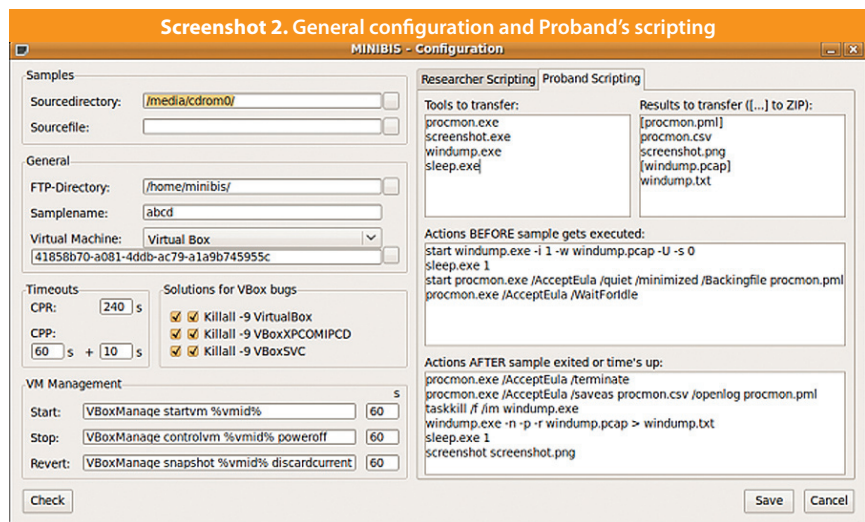 Screenshot 2. General configuration and Proband's scripting
MINIBIS - Configuration
Samples
Sourcedirectory: /media/cdrom0/
Sourcefile:
General
FTP-Directory: /home/minibis/
Samplename: abcd
Virtual Machine: Virtual Box
41858b70-a081-4ddb-ac79-a1a9b745955c
Timeouts
CPR: 240 s
CPP:
60 s + 10 s
Solutions for VBox bugs
Killall -9 VirtualBox
Killall -9 VBoxXPCOMIPCD
Killall -9 VBoxSVC
VM Management
s
Start: VBoxManage startvm %vmid% 60
Stop: VBoxManage controlvm %vmid% poweroff 60
Revert: VBoxManage snapshot %vmid% discardcurrent 60
Check
Researcher Scripting Proband Scripting
Tools to transfer:
procmon.exe
screenshot.exe
windump.exe
sleep.exe
Results to transfer ([...] to ZIP):
[procmon.pml]
procmon.csv
screenshot.png
[windump.pcap]
windump.txt
Actions BEFORE sample gets executed:
start windump.exe -i 1 -w windump.pcap -U -s 0
sleep.exe 1
start procmon.exe /AcceptEula /quiet /minimized /Backingfile procmon.pml
procmon.exe /AcceptEula /WaitForIdle
Actions AFTER sample exited or time's up:
procmon.exe /AcceptEula /terminate
procmon.exe /AcceptEula /saveas procmon.csv /openlog procmon.pml
taskkill /f /im windump.exe
windump.exe -n -p -r windump.pcap > windump.txt
sleep.exe 1
screenshot screenshot.png
Save Cancel